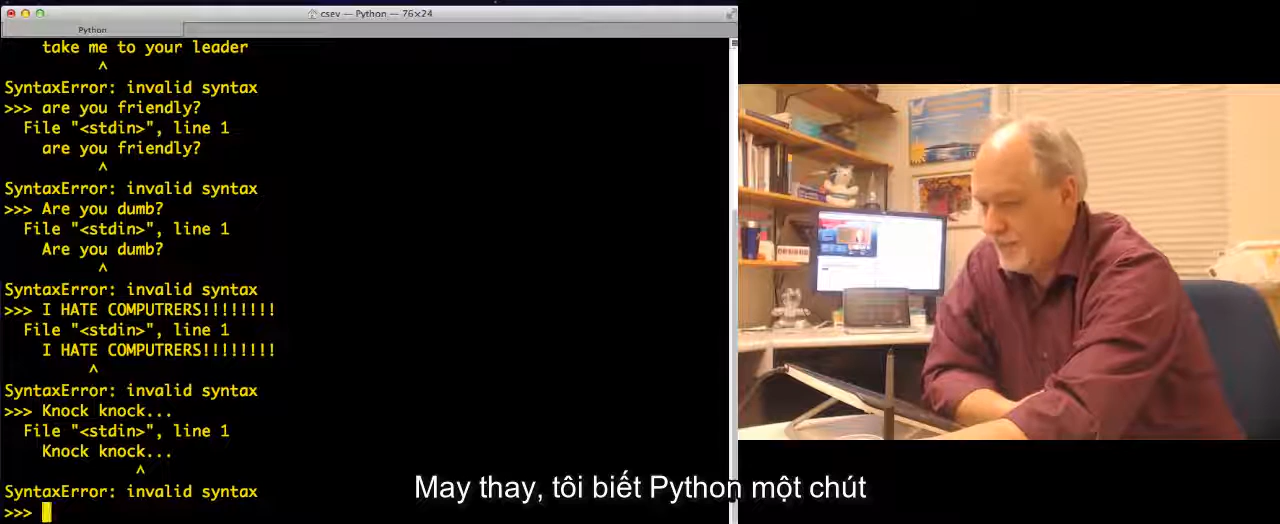 csev — Python — 76×24
Python
take me to your leader
^
SyntaxError: invalid syntax
>>> are you friendly?
File "<stdin>", line 1
are you friendly?
^
SyntaxError: invalid syntax
>>> Are you dumb?
File "<stdin>", line 1
Are you dumb?
^
SyntaxError: invalid syntax
>>> I HATE COMPUTRERS!!!!!!!!
File "<stdin>", line 1
I HATE COMPUTRERS!!!!!!!!
^
SyntaxError: invalid syntax
>>> Knock knock...
File "<stdin>", line 1
Knock knock...
^
SyntaxError: invalid syntax
>>>
May thay, tôi biết Python một chút